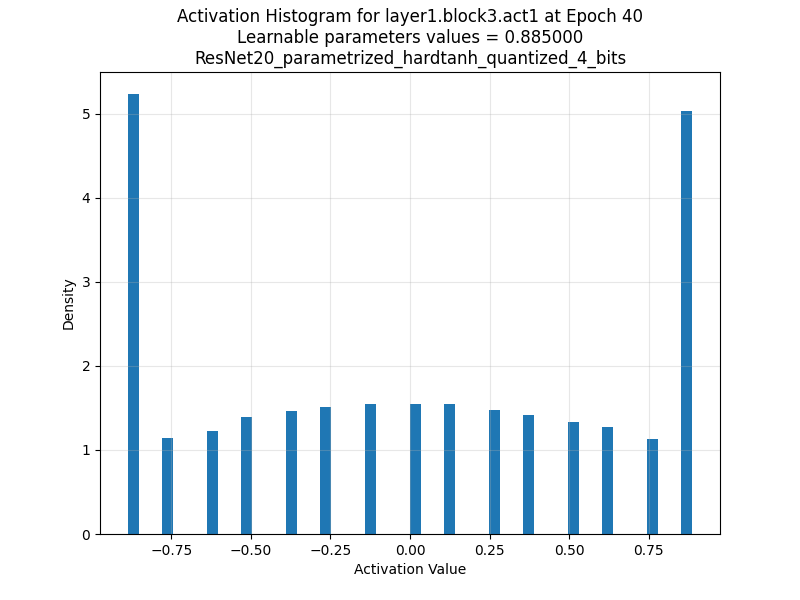 Activation Histogram for layer1.block3.act1 at Epoch 40
Learnable parameters values = 0.885000
ResNet20_parametrized_hardtanh_quantized_4_bits
5
4
3
2
1
0
Density
−0.75 −0.50 −0.25 0.00 0.25 0.50 0.75
Activation Value